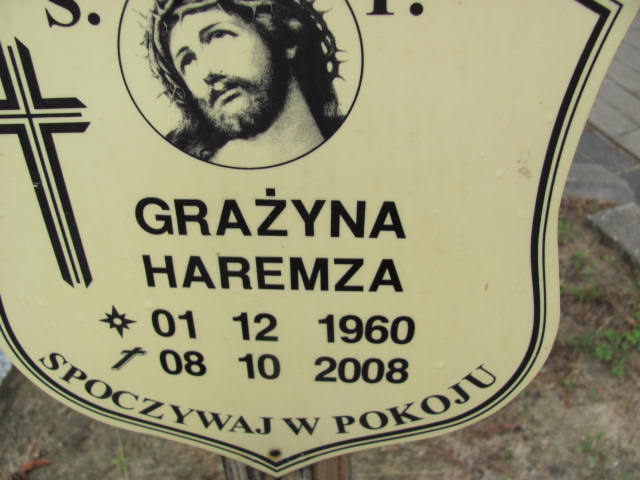 Ś. P.
GRAŻYNA
HAREMZA
01 12 1960
08 10 2008
SPOCZYWAJ W POKOJU